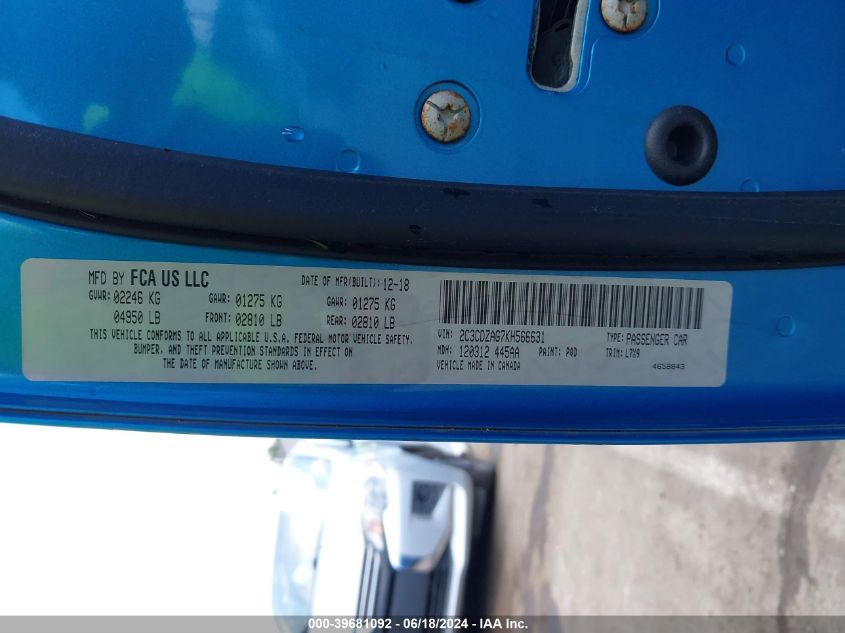 MFD BY FCA US LLC DATE OF MFR(BUILT): 12-18
GVWR: 02246 KG GAWR: 01275 KG GAWR: 01275 KG
04950 LB FRONT: 02810 LB REAR: 02810 LB
THIS VEHICLE CONFORMS TO ALL APPLICABLE U.S.A. FEDERAL MOTOR VEHICLE SAFETY,
BUMPER, AND THEFT PREVENTION STANDARDS IN EFFECT ON
THE DATE OF MANUFACTURE SHOWN ABOVE.
VIN: 2C3CDZAG7KH566631 TYPE: PASSENGER CAR
MDH: 120312 445AA PAINT: PQD TRIM: L7X9
VEHICLE MADE IN CANADA 4658843
000-39681092 - 06/18/2024 - IAA Inc.